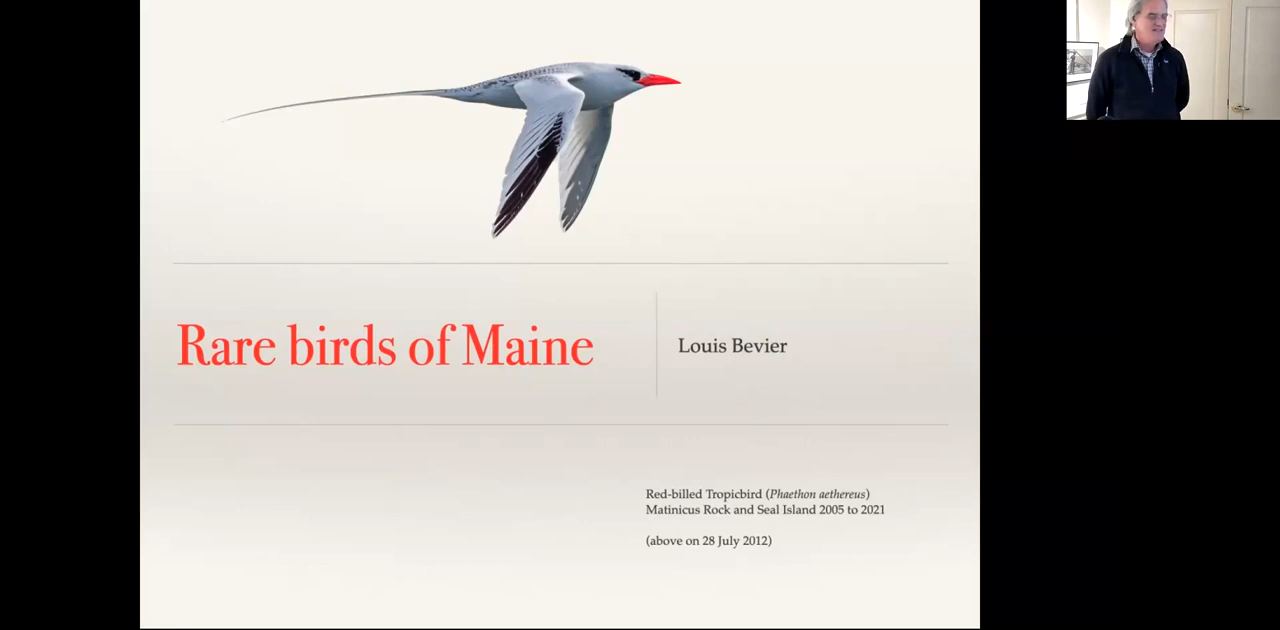 Rare birds of Maine
Louis Bevier
Red-billed Tropicbird (Phaethon aethereus)
Matinicus Rock and Seal Island 2005 to 2021
(above on 28 July 2012)